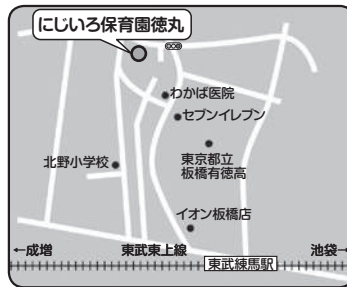 にじいろ保育園徳丸
わかば医院
セブンイレブン
東京都立
板橋有徳高
北野小学校
イオン板橋店
←成増
東武東上線
池袋→
東武練馬駅